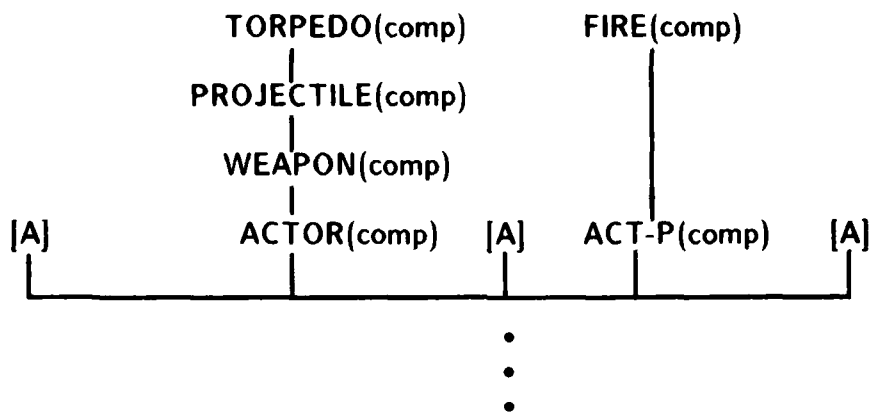 TORPEDO(comp) FIRE(comp)
PROJECTILE(comp)
WEAPON(comp)
[A] ACTOR(comp) [A] ACT-P(comp) [A]